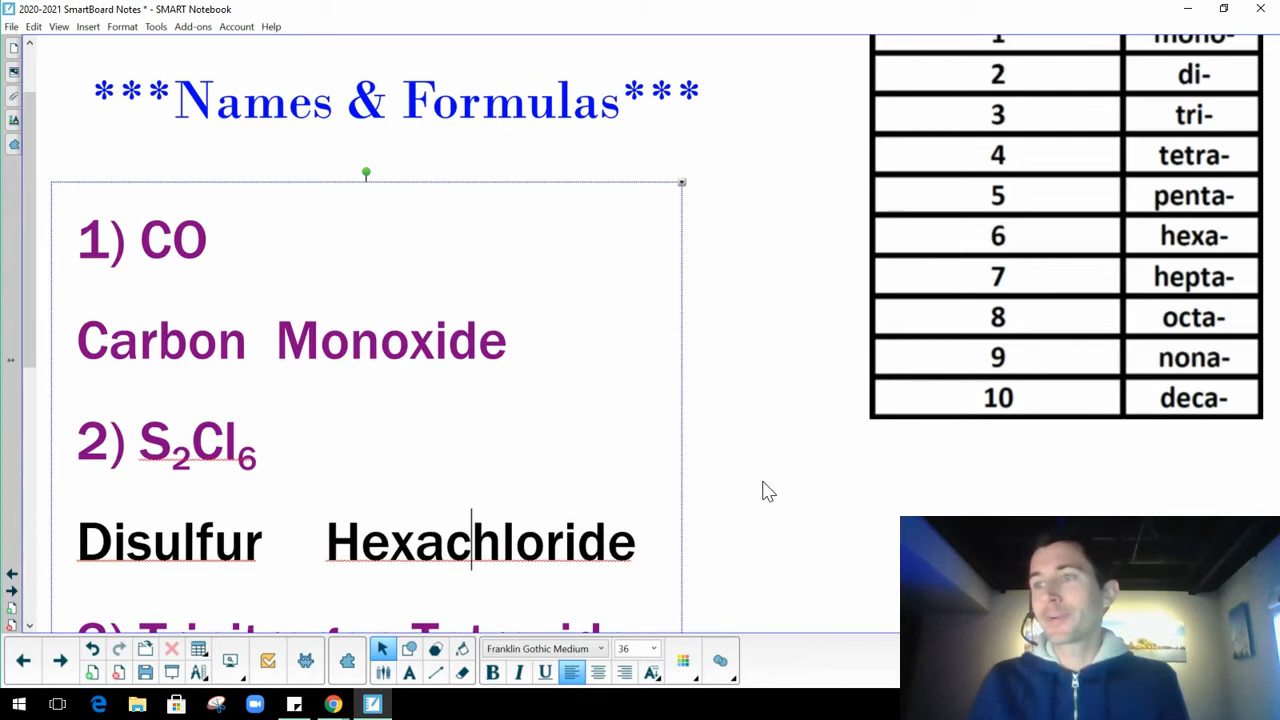 2020-2021 SmartBoard Notes * - SMART Notebook
File Edit View Insert Format Tools Add-ons Account Help
***Names & Formulas***
1) CO
Carbon Monoxide
2) S₂Cl₆
Disulfur Hexachloride
1 mono-
2 di-
3 tri-
4 tetra-
5 penta-
6 hexa-
7 hepta-
8 octa-
9 nona-
10 deca-
Franklin Gothic Medium 36
B I U